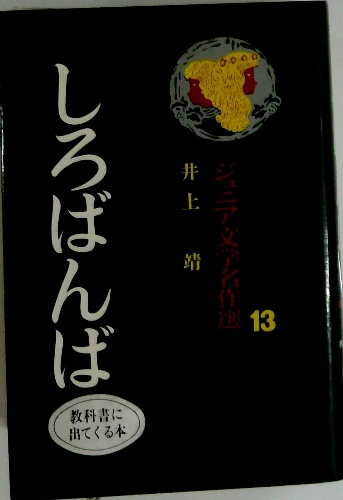 ジュニア文学名作選
13
井上 靖
しろばんば
教科書に
出てくる本